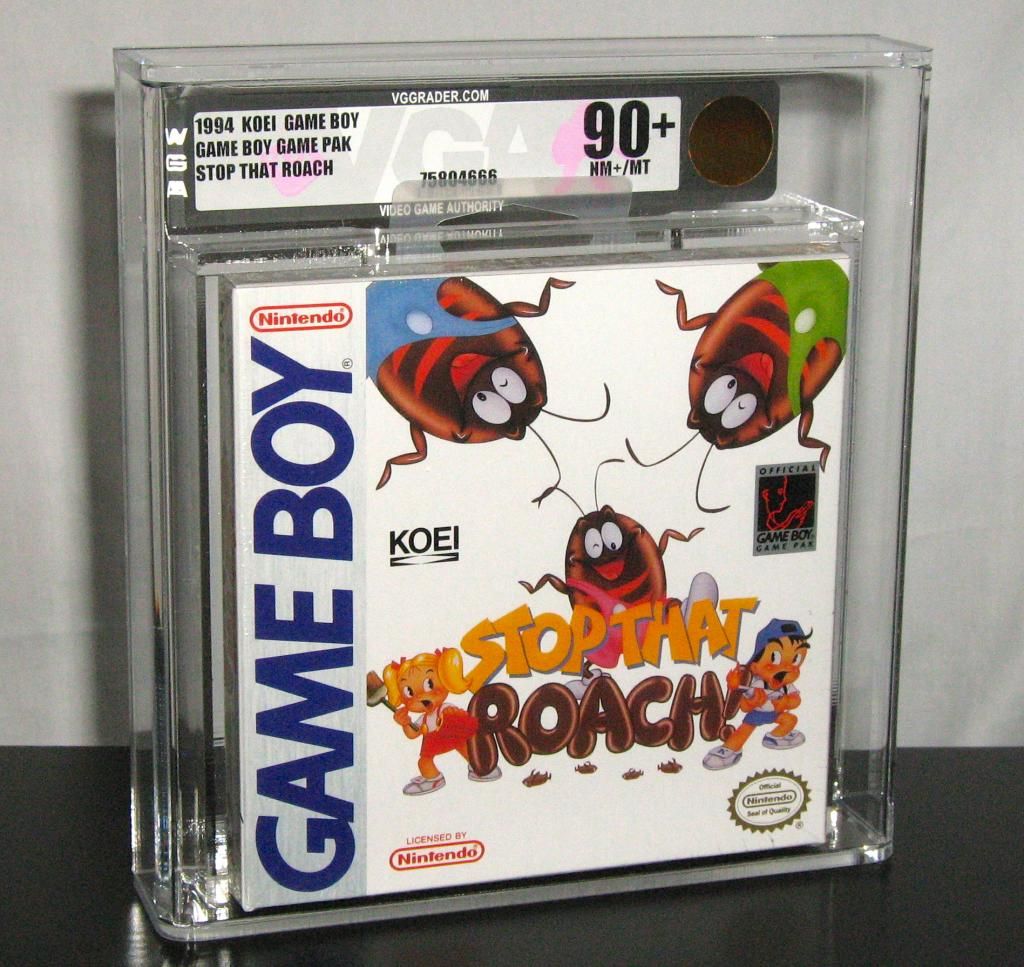 VGGRADER.COM
VGA
1994 KOEI GAME BOY
GAME BOY GAME PAK
STOP THAT ROACH
90+
NM+/MT
VGA
75804666
VIDEO GAME AUTHORITY
Nintendo®
GAME BOY®
KOEI
OFFICIAL
GAME BOY
GAME PAK
STOP THAT
ROACH!
Official
Nintendo
Seal of Quality
®
LICENSED BY
Nintendo®